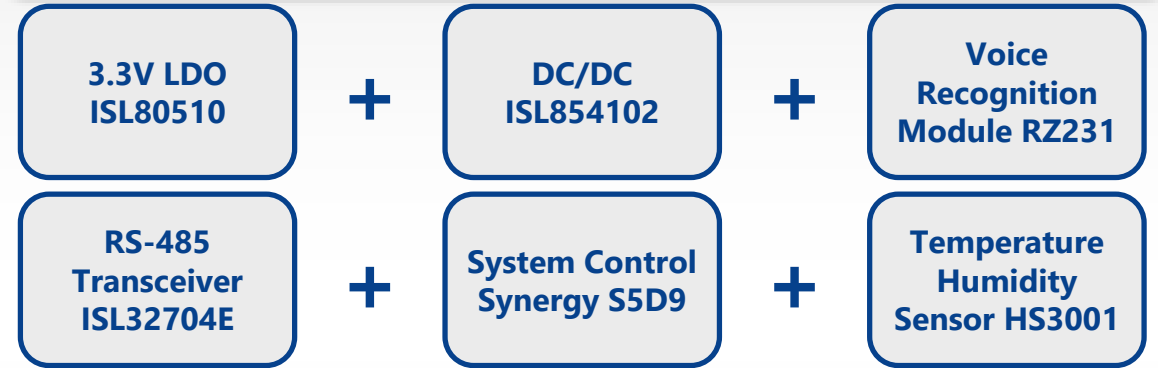 3.3V LDO
ISL80510
+
DC/DC
ISL854102
+
Voice
Recognition
Module RZ231
RS-485
Transceiver
ISL32704E
+
System Control
Synergy S5D9
+
Temperature
Humidity
Sensor HS3001